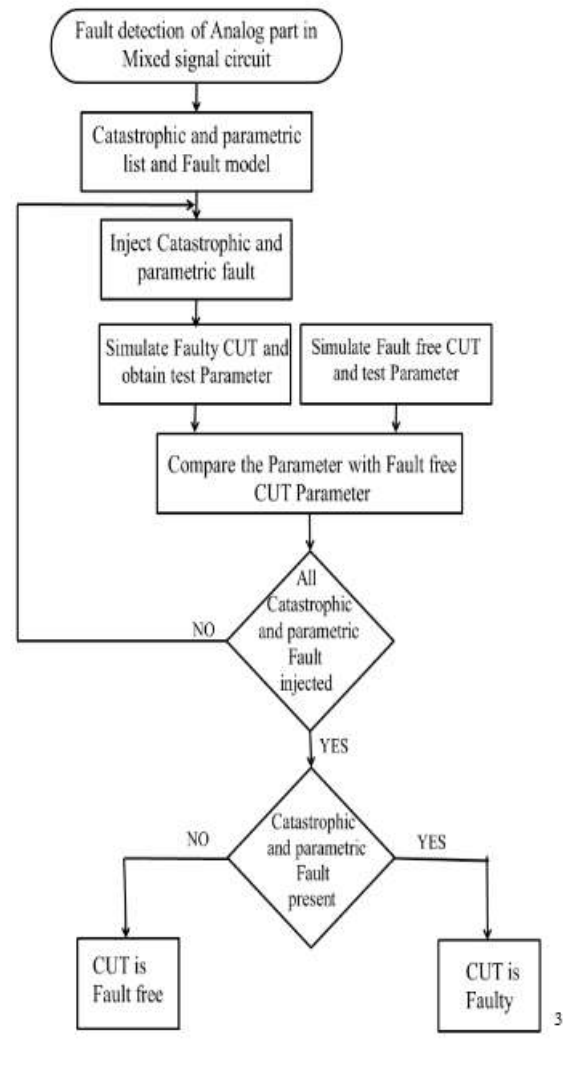 Fault detection of Analog part in
Mixed signal circuit
Catastrophic and parametric
list and Fault model
Inject Catastrophic and
parametric fault
Simulate Faulty CUT and
obtain test Parameter
Simulate Fault free CUT
and test Parameter
Compare the Parameter with Fault free
CUT Parameter
All
Catastrophic
and parametric
Fault
injected
NO
YES
Catastrophic
and parametric
Fault
present
NO
YES
CUT is
Fault free
CUT is
Faulty
3